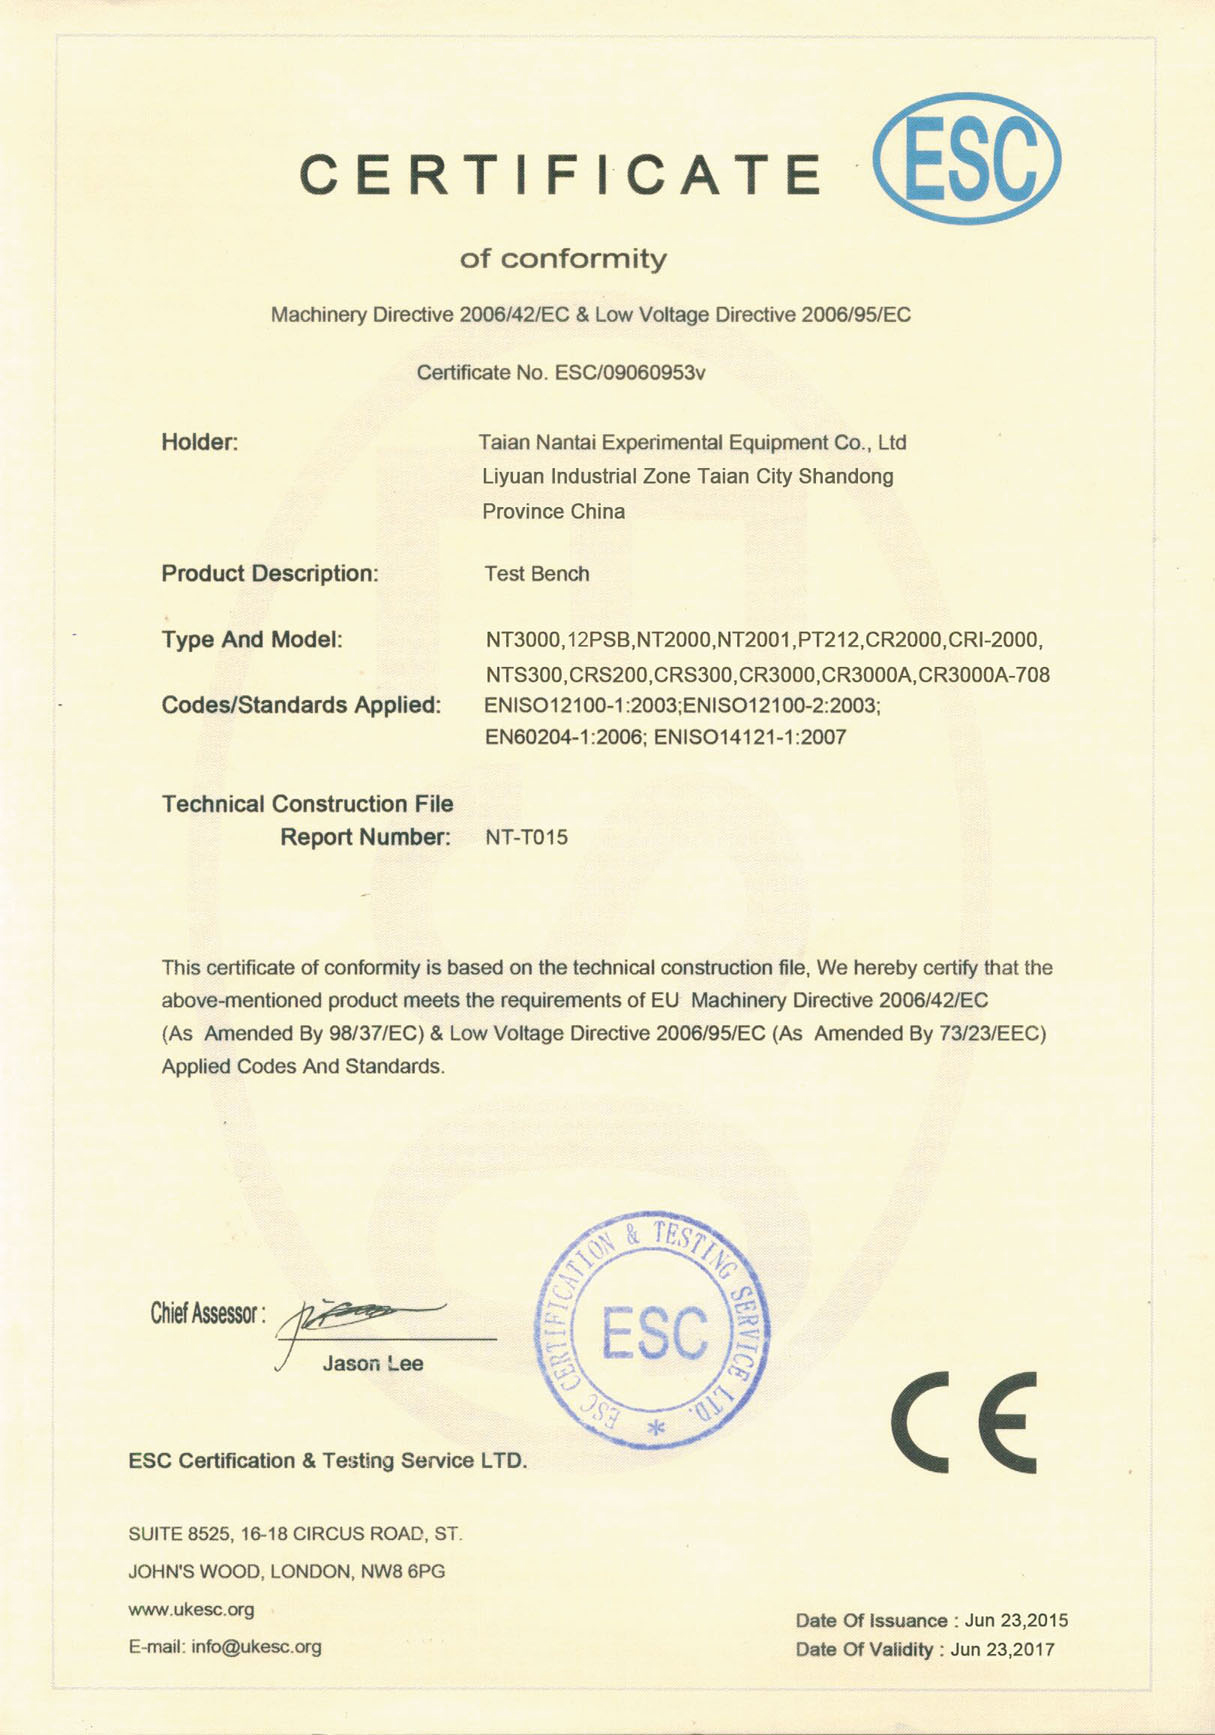 ESC
CERTIFICATE
of conformity
Machinery Directive 2006/42/EC & Low Voltage Directive 2006/95/EC
Certificate No. ESC/09060953v
Holder: Taian Nantai Experimental Equipment Co., Ltd
Liyuan Industrial Zone Taian City Shandong
Province China
Product Description: Test Bench
Type And Model: NT3000,12PSB,NT2000,NT2001,PT212,CR2000,CRI-2000,
NTS300,CRS200,CRS300,CR3000,CR3000A,CR3000A-708
Codes/Standards Applied: ENISO12100-1:2003;ENISO12100-2:2003;
EN60204-1:2006; ENISO14121-1:2007
Technical Construction File
Report Number: NT-T015
This certificate of conformity is based on the technical construction file, We hereby certify that the
above-mentioned product meets the requirements of EU Machinery Directive 2006/42/EC
(As Amended By 98/37/EC) & Low Voltage Directive 2006/95/EC (As Amended By 73/23/EEC)
Applied Codes And Standards.
Chief Assessor :
Jason Lee
ESC CERTIFICATION & TESTING SERVICE LTD.
ESC
*
CE
ESC Certification & Testing Service LTD.
SUITE 8525, 16-18 CIRCUS ROAD, ST.
JOHN'S WOOD, LONDON, NW8 6PG
www.ukesc.org
E-mail: info@ukesc.org
Date Of Issuance : Jun 23,2015
Date Of Validity : Jun 23,2017